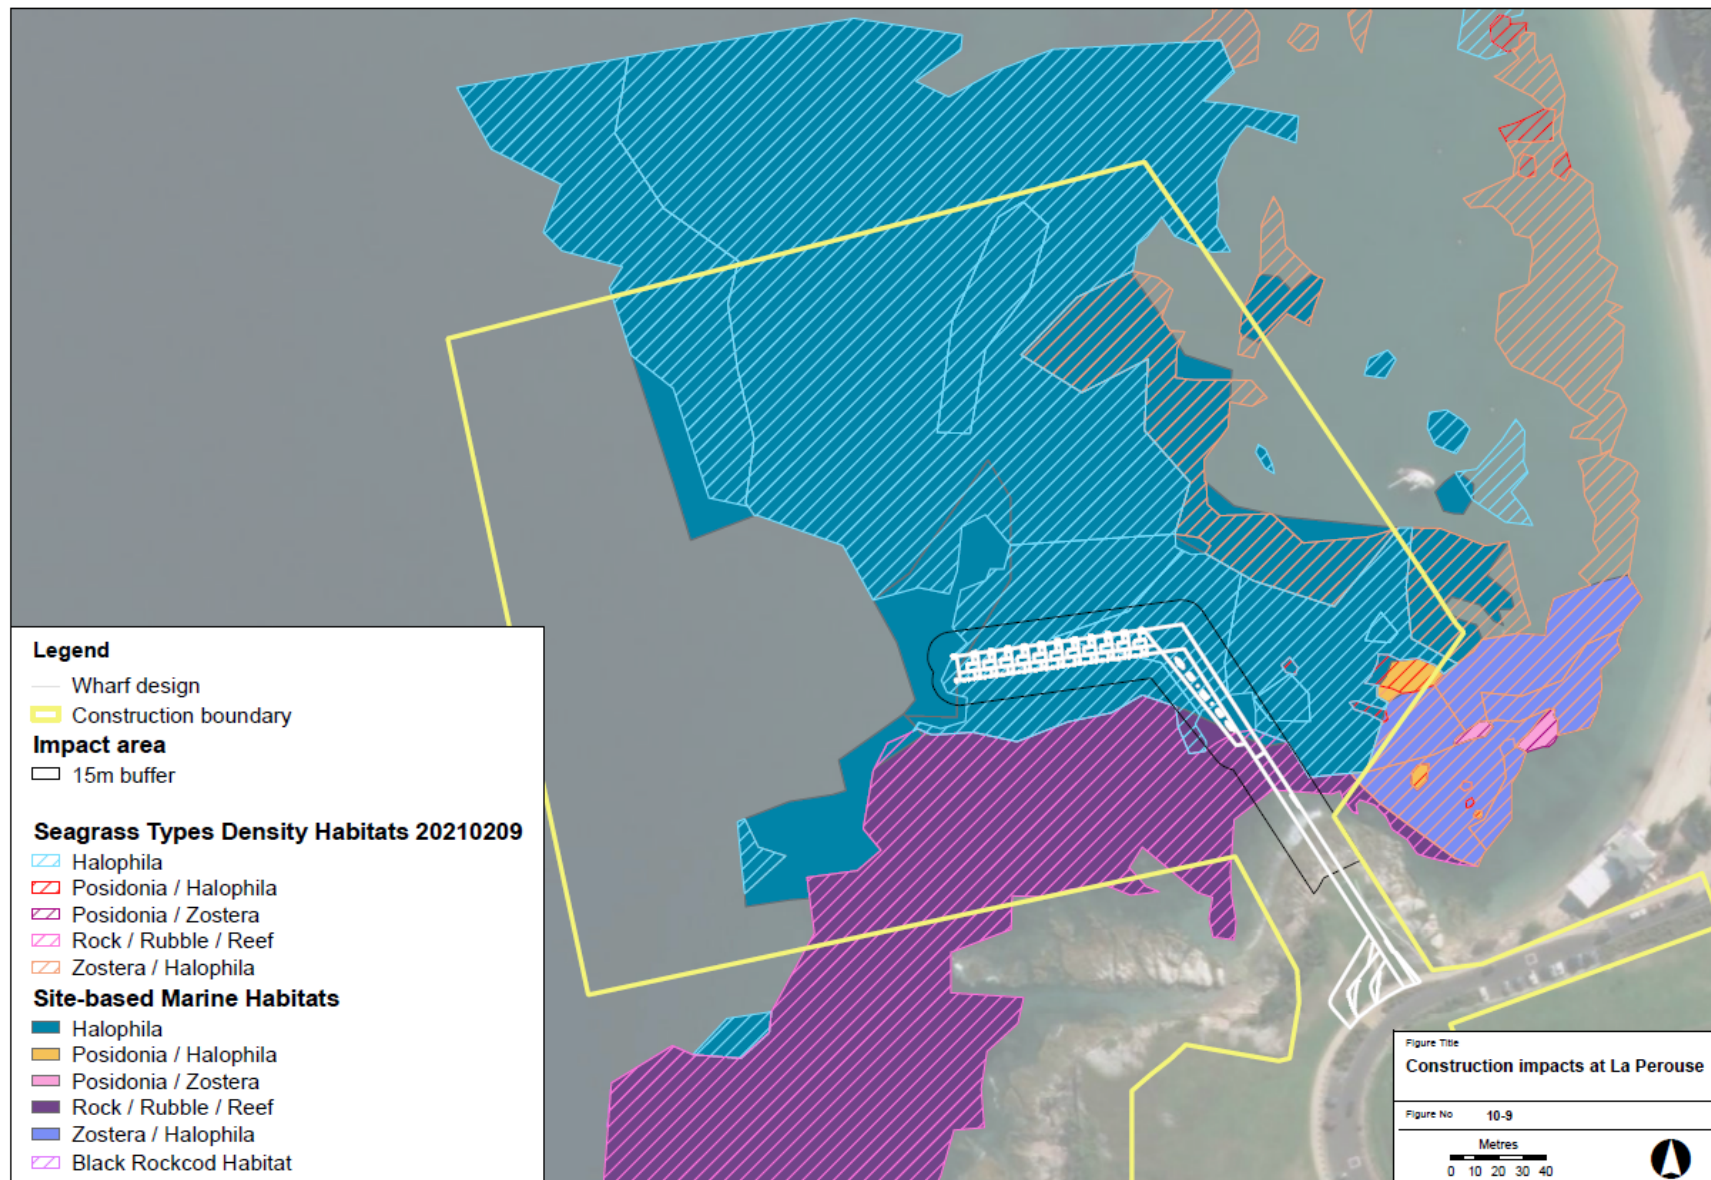 Legend
Wharf design
Construction boundary
Impact area
15m buffer
Seagrass Types Density Habitats 20210209
Halophila
Posidonia / Halophila
Posidonia / Zostera
Rock / Rubble / Reef
Zostera / Halophila
Site-based Marine Habitats
Halophila
Posidonia / Halophila
Posidonia / Zostera
Rock / Rubble / Reef
Zostera / Halophila
Black Rockcod Habitat
Figure Title
Construction impacts at La Perouse
Figure No 10-9
Metres
0 10 20 30 40